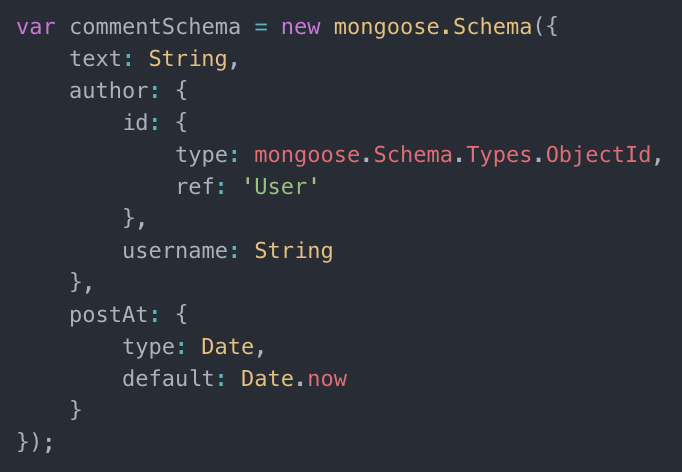 var commentSchema = new mongoose.Schema({
    text: String,
    author: {
        id: {
            type: mongoose.Schema.Types.ObjectId,
            ref: 'User'
        },
        username: String
    },
    postAt: {
        type: Date,
        default: Date.now
    }
});